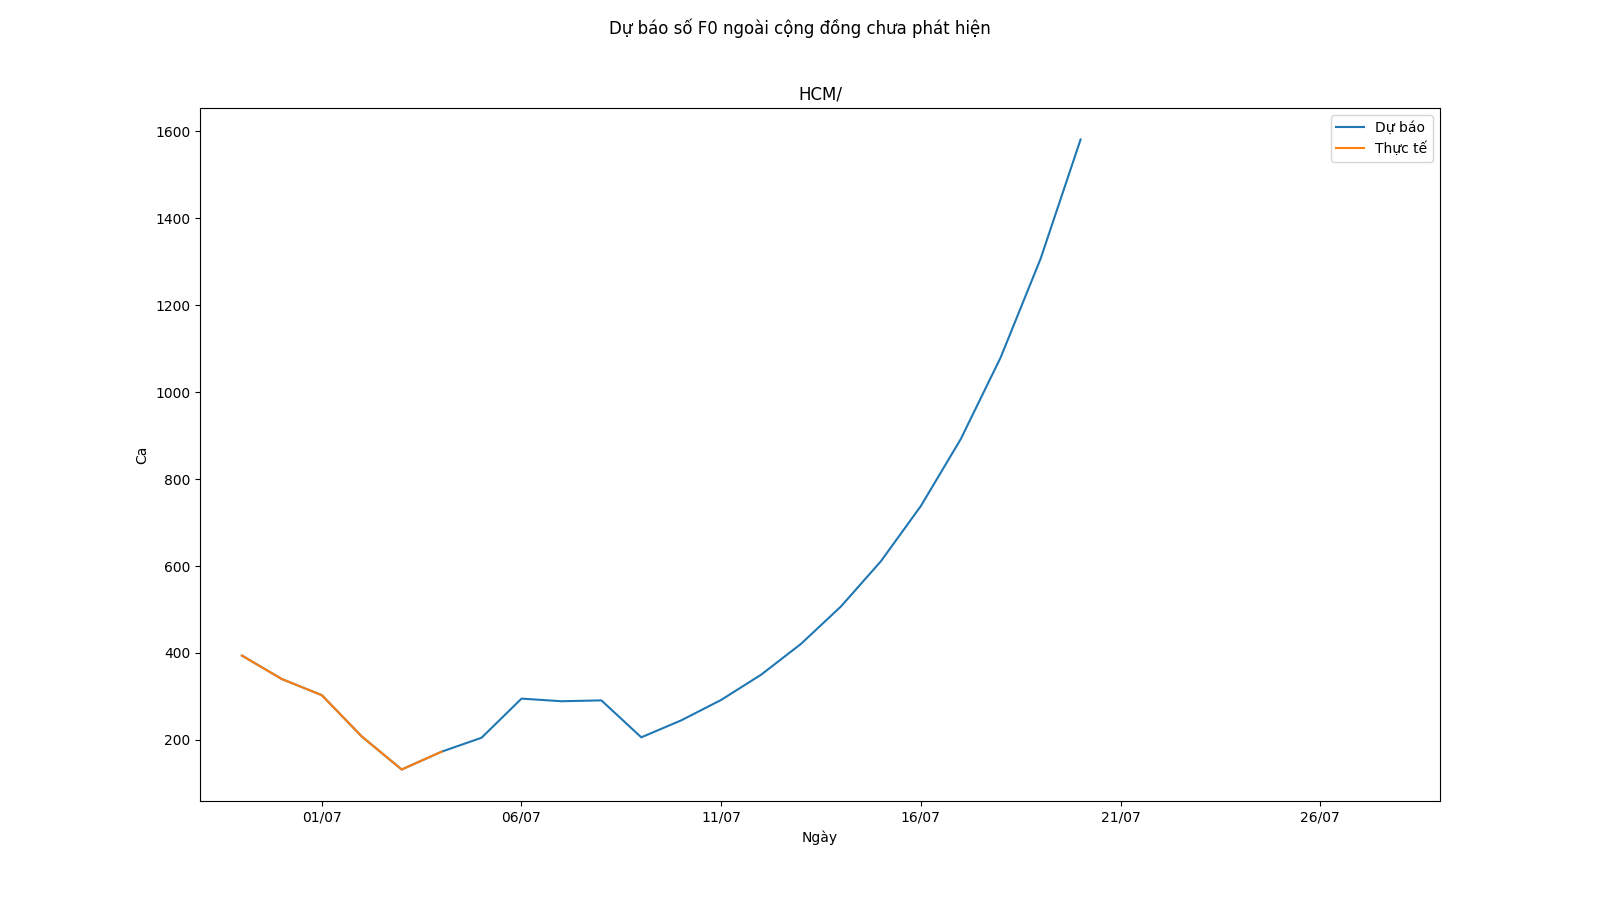 Dự báo số F0 ngoài cộng đồng chưa phát hiện
HCM/
Dự báo
Thực tế
1600
1400
1200
1000
800
600
400
200
Ca
01/07
06/07
11/07
16/07
21/07
26/07
Ngày